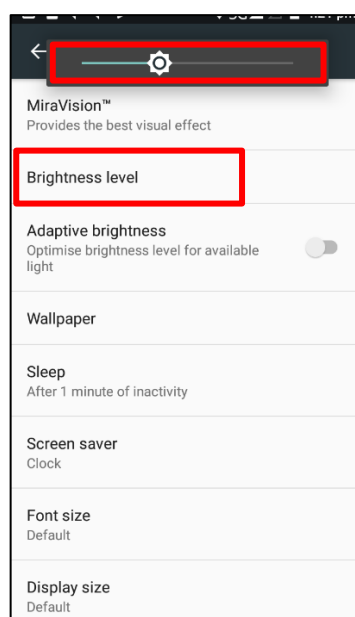 MiraVision™
Provides the best visual effect
Brightness level
Adaptive brightness
Optimise brightness level for available
light
Wallpaper
Sleep
After 1 minute of inactivity
Screen saver
Clock
Font size
Default
Display size
Default